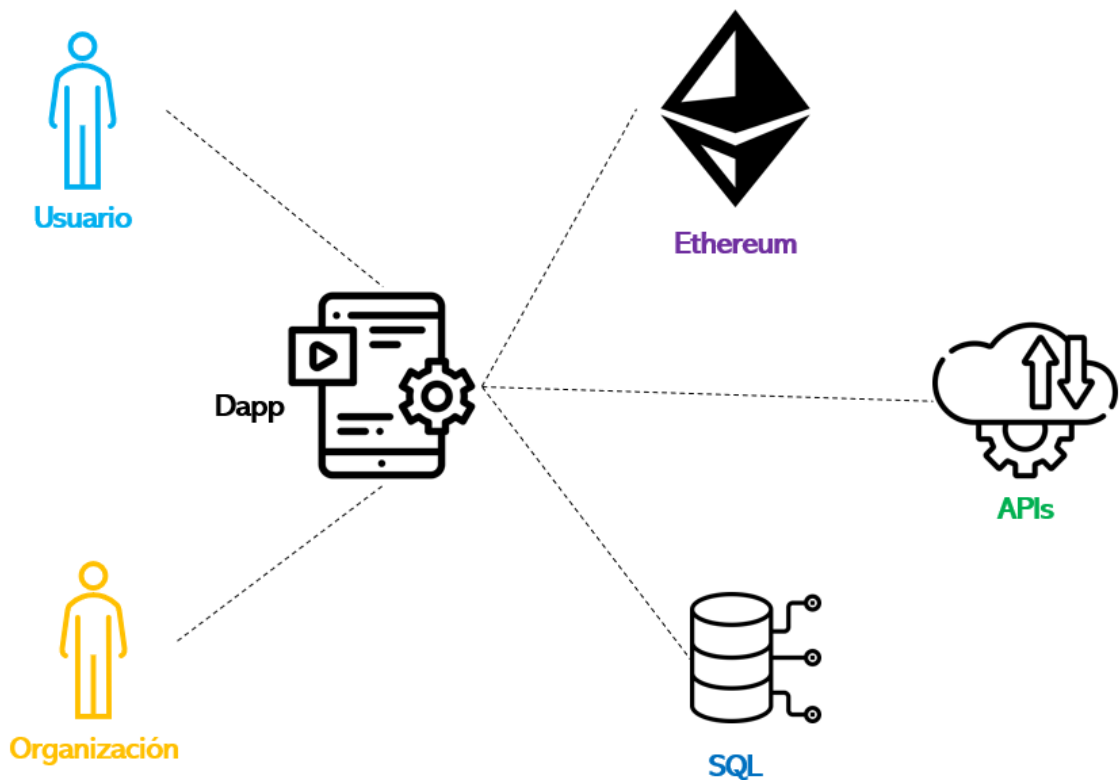 Usuario
Ethereum
Dapp
APIs
Organización
SQL